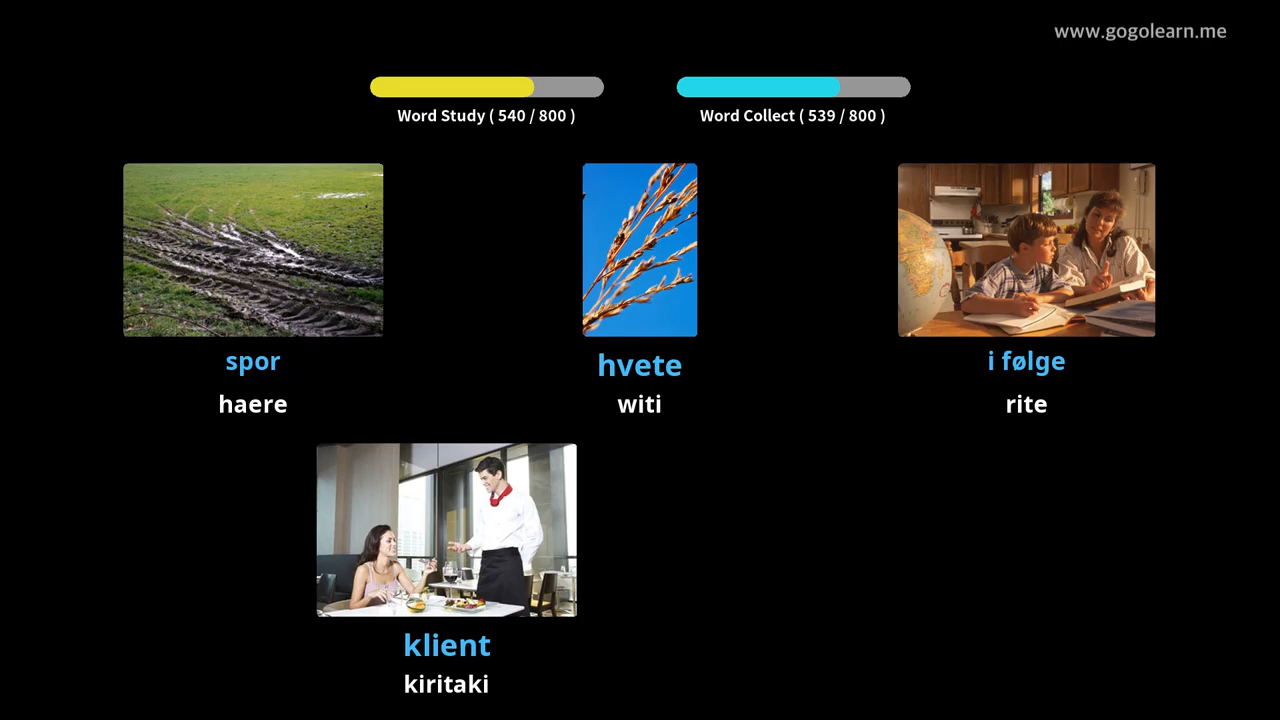 www.gogolearn.me
Word Study ( 540 / 800 )
Word Collect ( 539 / 800 )
spor
haere
hvete
witi
i følge
rite
klient
kiritaki